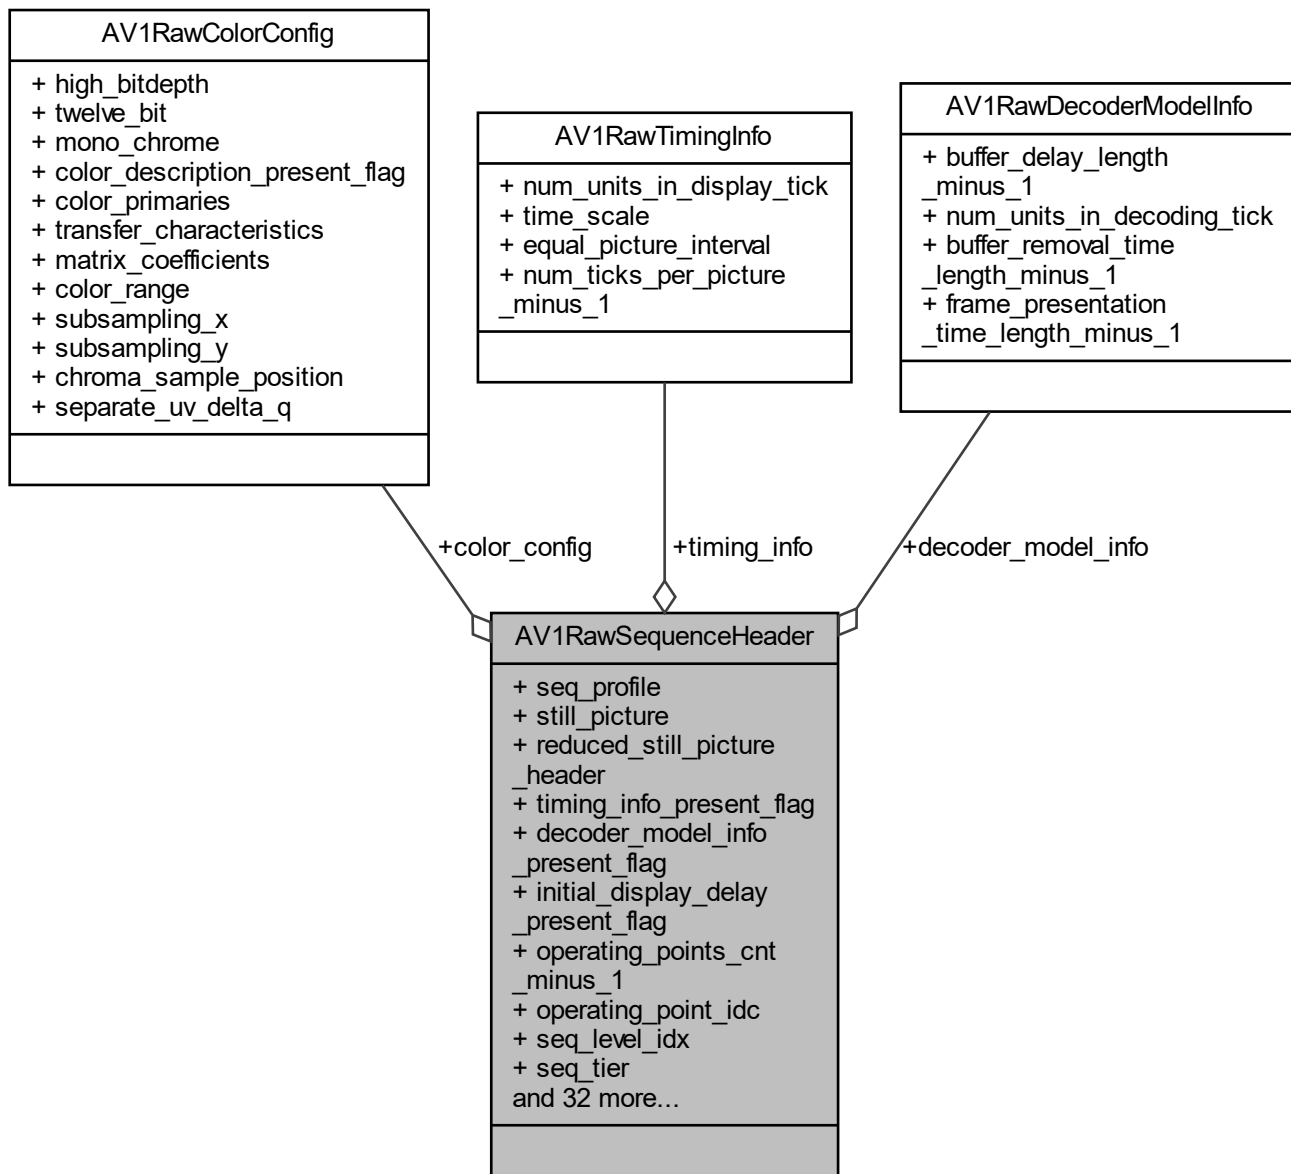 AV1RawColorConfig
+ high_bitdepth
+ twelve_bit
+ mono_chrome
+ color_description_present_flag
+ color_primaries
+ transfer_characteristics
+ matrix_coefficients
+ color_range
+ subsampling_x
+ subsampling_y
+ chroma_sample_position
+ separate_uv_delta_q
AV1RawTimingInfo
+ num_units_in_display_tick
+ time_scale
+ equal_picture_interval
+ num_ticks_per_picture
_minus_1
AV1RawDecoderModelInfo
+ buffer_delay_length
_minus_1
+ num_units_in_decoding_tick
+ buffer_removal_time
_length_minus_1
+ frame_presentation
_time_length_minus_1
+color_config
+timing_info
+decoder_model_info
AV1RawSequenceHeader
+ seq_profile
+ still_picture
+ reduced_still_picture
_header
+ timing_info_present_flag
+ decoder_model_info
_present_flag
+ initial_display_delay
_present_flag
+ operating_points_cnt
_minus_1
+ operating_point_idc
+ seq_level_idx
+ seq_tier
and 32 more...